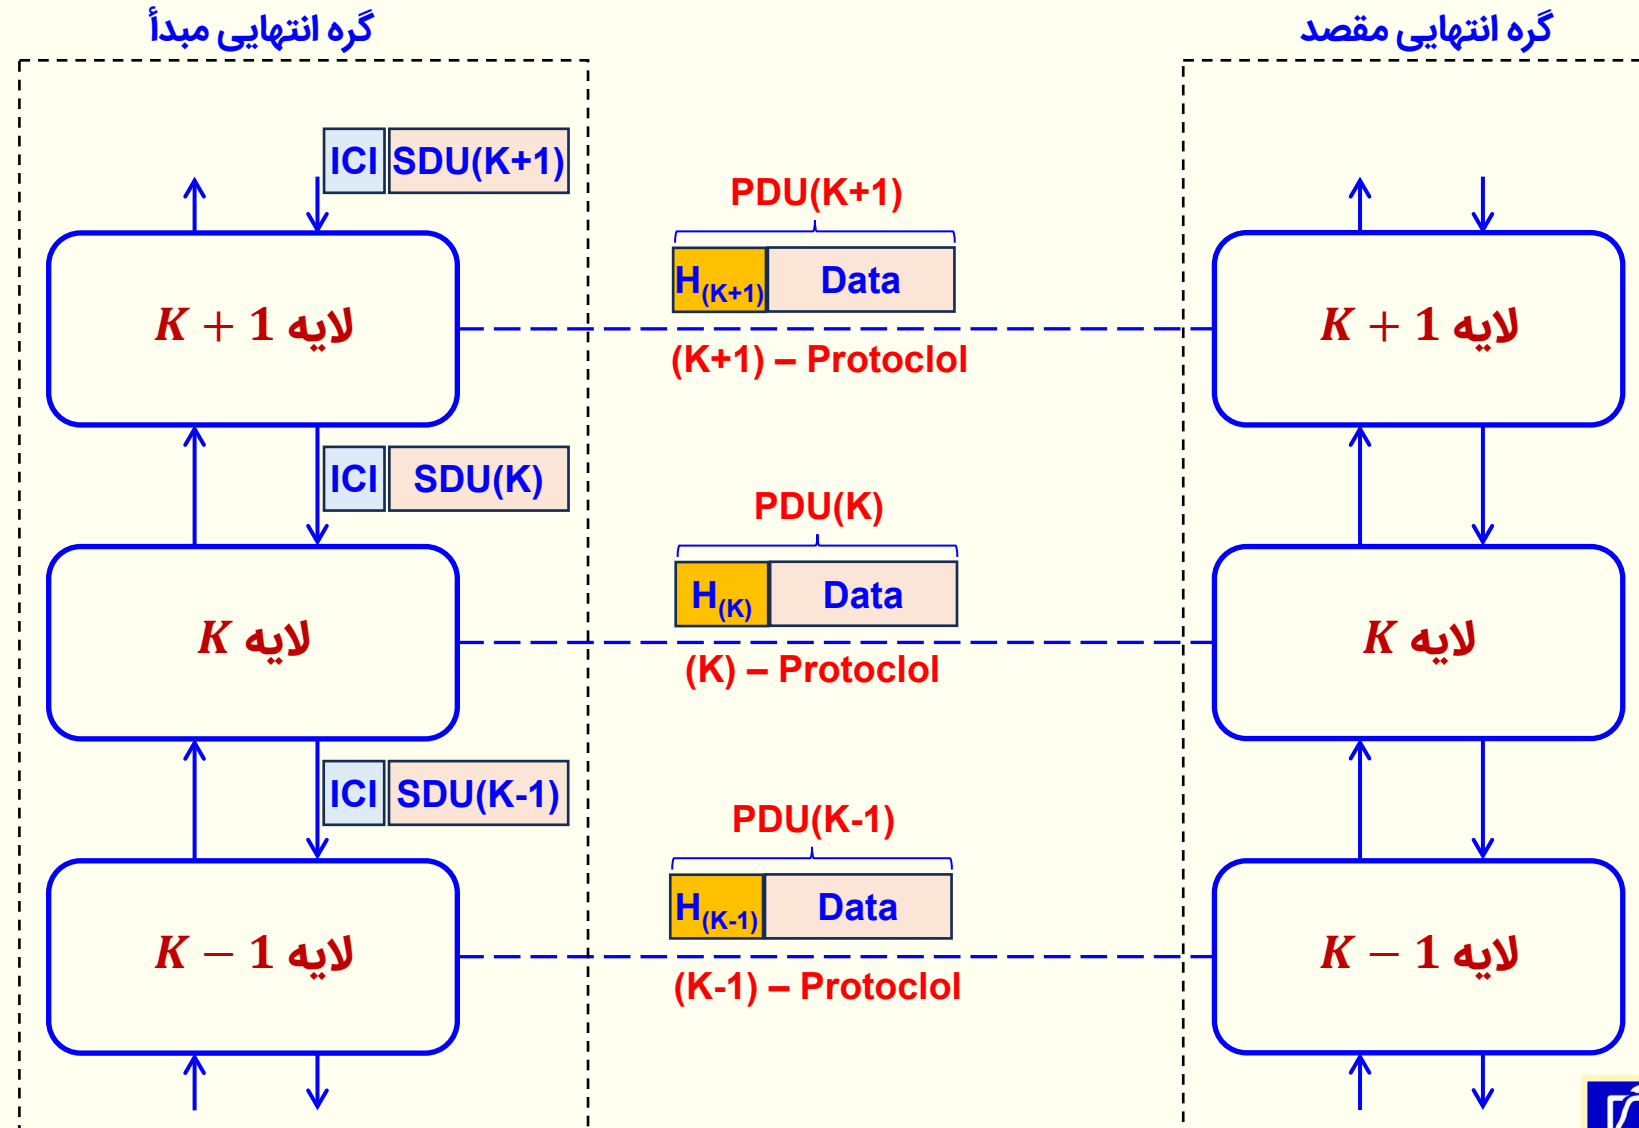 گره انتهایی مبدأ
گره انتهایی مقصد
ICI SDU(K+1)
PDU(K+1)
H(K+1) Data
لایه K + 1
(K+1) – Protoclol
لایه K + 1
ICI SDU(K)
PDU(K)
H(K) Data
لایه K
(K) – Protoclol
لایه K
ICI SDU(K-1)
PDU(K-1)
H(K-1) Data
لایه K − 1
(K-1) – Protoclol
لایه K − 1